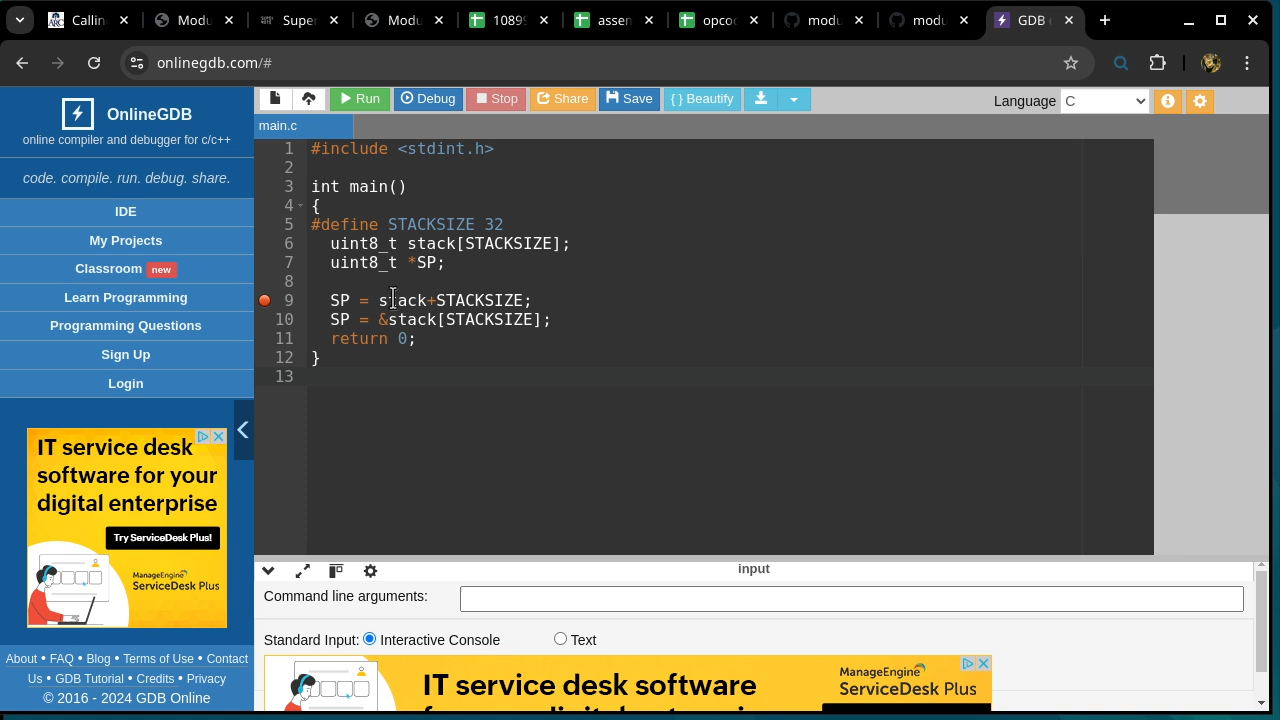 Callin
Modu
Super
Modu
1089
assen
opco
modu
modu
GDB
onlinegdb.com/#
OnlineGDB
online compiler and debugger for c/c++
code. compile. run. debug. share.
IDE
My Projects
Classroom new
Learn Programming
Programming Questions
Sign Up
Login
IT service desk
software for your
digital enterprise
Try ServiceDesk Plus!
ManageEngine
ServiceDesk Plus
About • FAQ • Blog • Terms of Use • Contact
Us • GDB Tutorial • Credits • Privacy
© 2016 - 2024 GDB Online
Run Debug Stop Share Save { } Beautify
Language C
main.c
1 #include <stdint.h>
2
3 int main()
4 {
5 #define STACKSIZE 32
6 uint8_t stack[STACKSIZE];
7 uint8_t *SP;
8
9 SP = stack+STACKSIZE;
10 SP = &stack[STACKSIZE];
11 return 0;
12 }
13
input
Command line arguments:
Standard Input: Interactive Console Text
IT service desk software
ManageEngine
ServiceDesk Plus